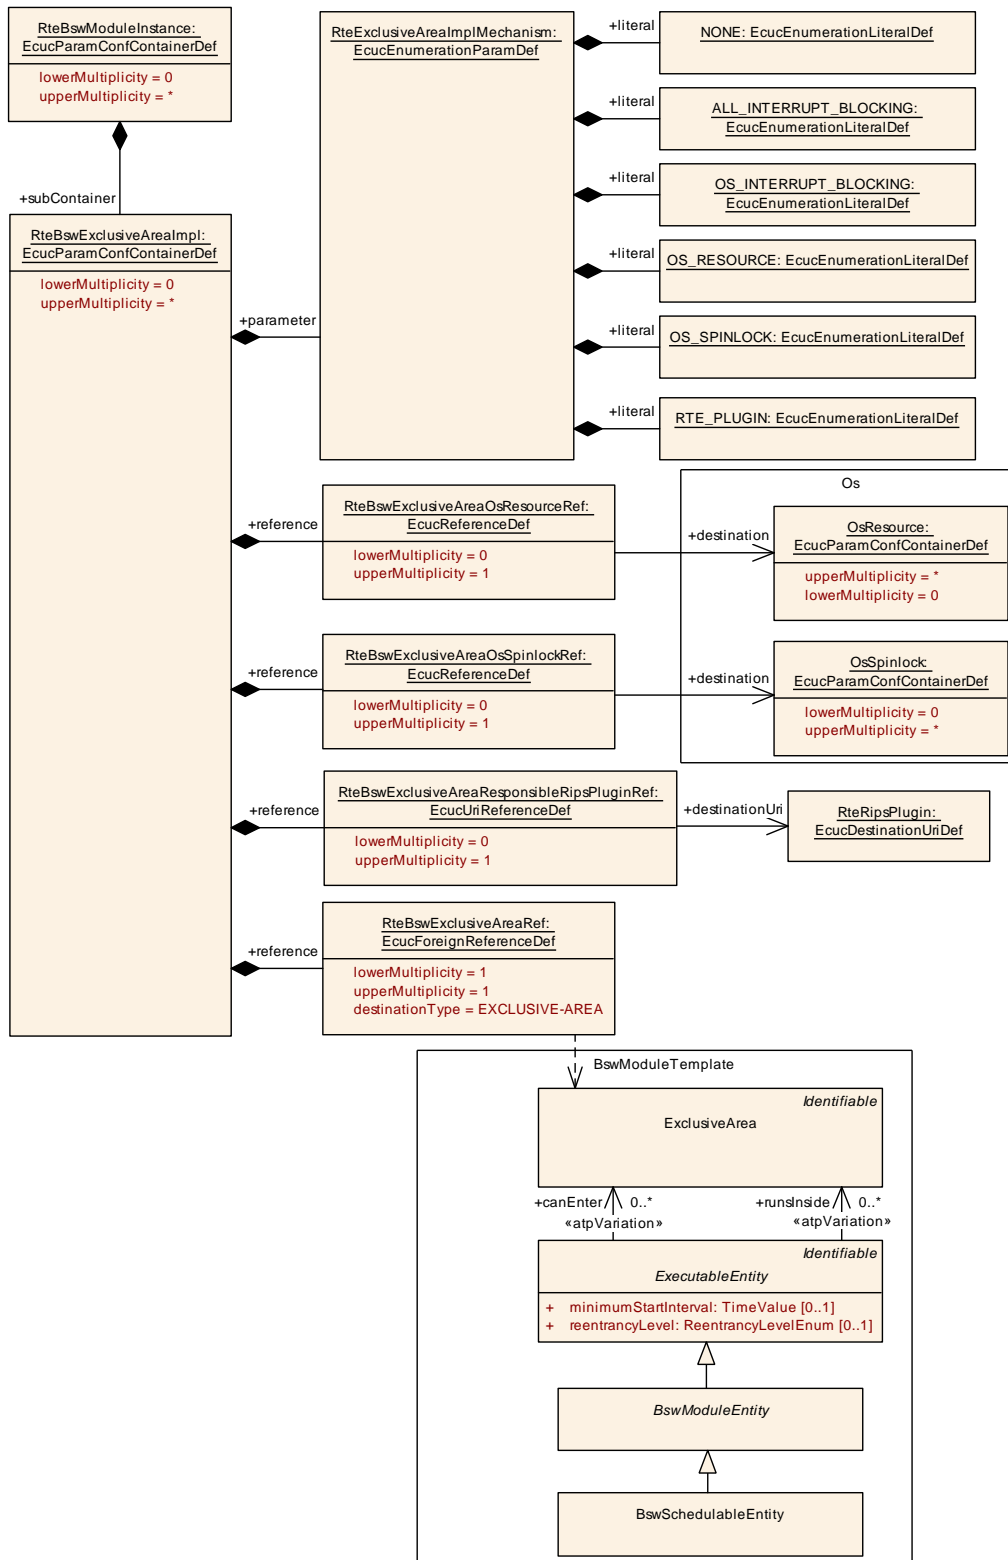 RteBswModuleInstance:
EcucParamConfContainerDef
lowerMultiplicity = 0
upperMultiplicity = *
+subContainer
RteBswExclusiveAreaImpl:
EcucParamConfContainerDef
lowerMultiplicity = 0
upperMultiplicity = *
+parameter
RteExclusiveAreaImplMechanism:
EcucEnumerationParamDef
+literal
NONE: EcucEnumerationLiteralDef
+literal
ALL_INTERRUPT_BLOCKING:
EcucEnumerationLiteralDef
+literal
OS_INTERRUPT_BLOCKING:
EcucEnumerationLiteralDef
+literal
OS_RESOURCE: EcucEnumerationLiteralDef
+literal
OS_SPINLOCK: EcucEnumerationLiteralDef
+literal
RTE_PLUGIN: EcucEnumerationLiteralDef
+reference
RteBswExclusiveAreaOsResourceRef:
EcucReferenceDef
lowerMultiplicity = 0
upperMultiplicity = 1
+destination
Os
OsResource:
EcucParamConfContainerDef
upperMultiplicity = *
lowerMultiplicity = 0
+reference
RteBswExclusiveAreaOsSpinlockRef:
EcucReferenceDef
lowerMultiplicity = 0
upperMultiplicity = 1
+destination
OsSpinlock:
EcucParamConfContainerDef
lowerMultiplicity = 0
upperMultiplicity = *
+reference
RteBswExclusiveAreaResponsibleRipsPluginRef:
EcucUriReferenceDef
lowerMultiplicity = 0
upperMultiplicity = 1
+destinationUri
RteRipsPlugin:
EcucDestinationUriDef
+reference
RteBswExclusiveAreaRef:
EcucForeignReferenceDef
lowerMultiplicity = 1
upperMultiplicity = 1
destinationType = EXCLUSIVE-AREA
BswModuleTemplate
Identifiable
ExclusiveArea
+canEnter 0..*
«atpVariation»
+runsInside 0..*
«atpVariation»
Identifiable
ExecutableEntity
+ minimumStartInterval: TimeValue [0..1]
+ reentrancyLevel: ReentrancyLevelEnum [0..1]
BswModuleEntity
BswSchedulableEntity